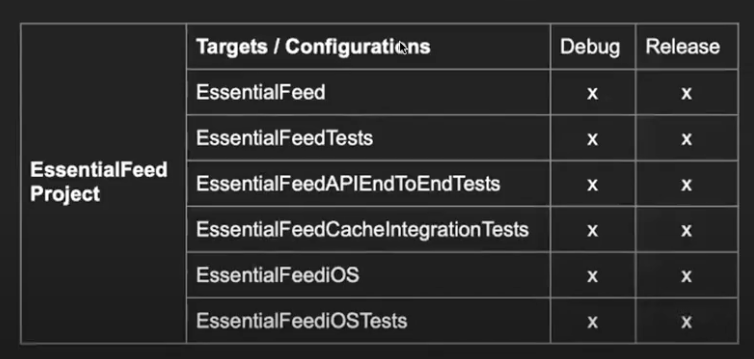 Targets / Configurations Debug Release
EssentialFeed x x
EssentialFeedTests x x
EssentialFeed
Project
EssentialFeedAPIEndToEndTests x x
EssentialFeedCacheIntegrationTests x x
EssentialFeediOS x x
EssentialFeediOSTests x x